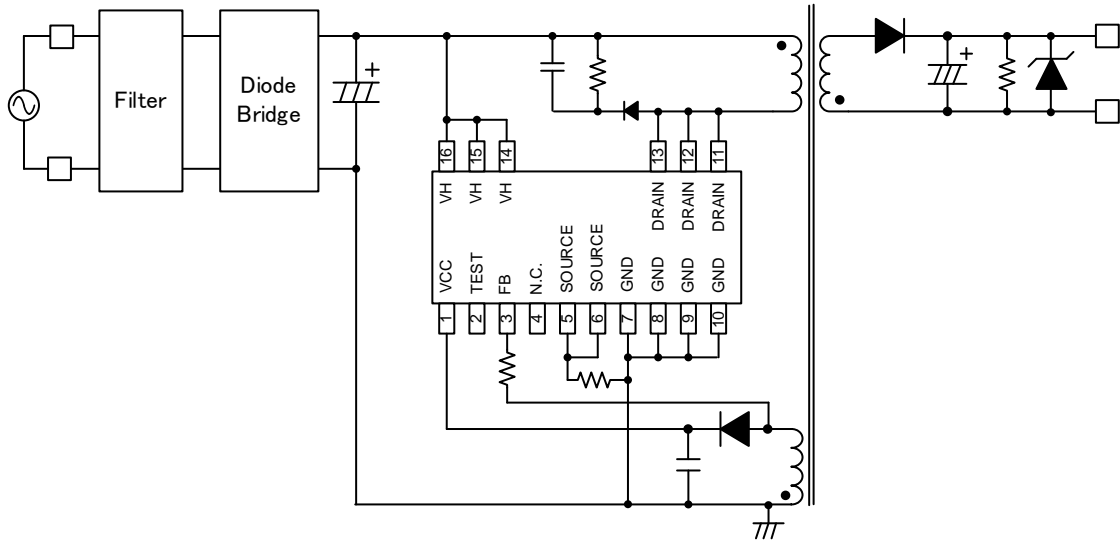 Filter
Diode
Bridge
+
+
16
15
14
13
12
11
VH
VH
VH
DRAIN
DRAIN
DRAIN
VCC
TEST
FB
N.C.
SOURCE
SOURCE
GND
GND
GND
GND
1
2
3
4
5
6
7
8
9
10